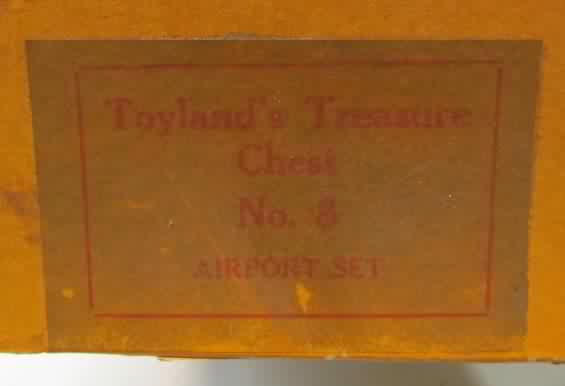 Toyland's Treasure
Chest
No. 8
AIRPORT SET